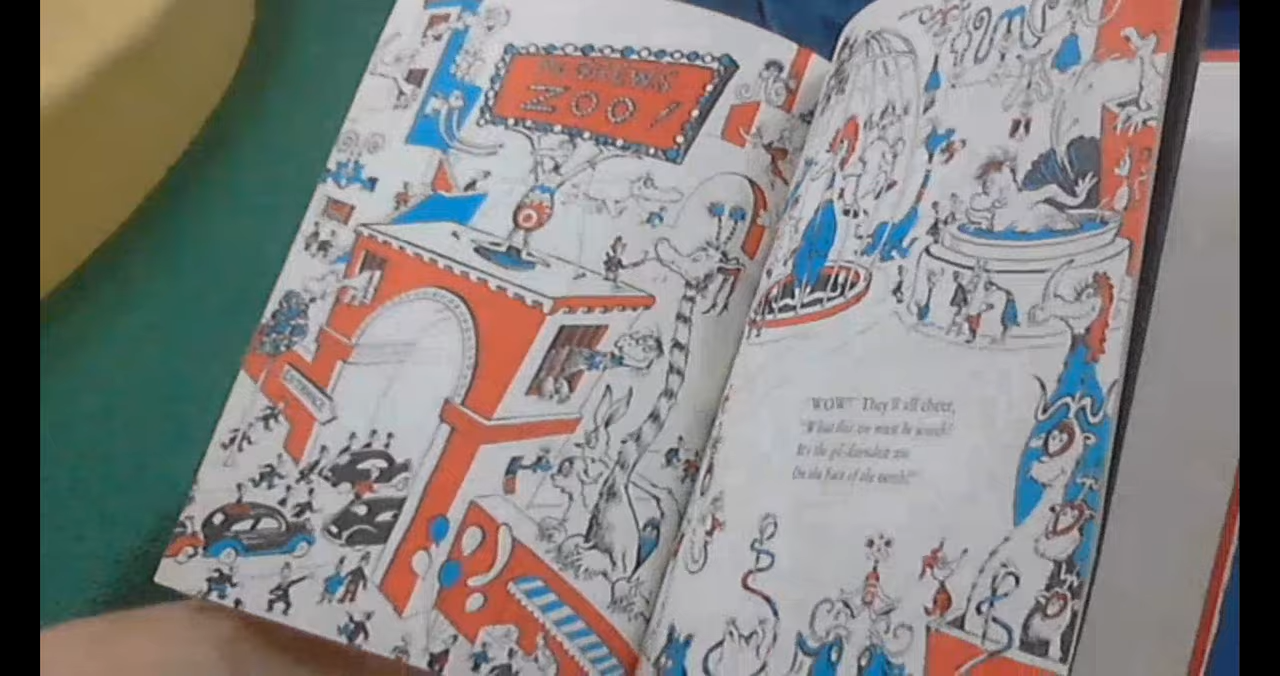 ZOO!
ENTRANCE
"WOW!" They'll all cheer,
"What this zoo must be worth!
It's the gol-darndest zoo
On the face of the earth!"